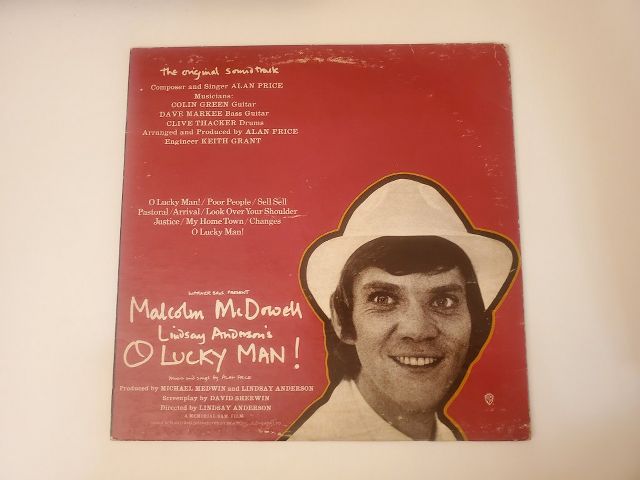 the original soundtrack
Composer and Singer ALAN PRICE
Musicians:
COLIN GREEN Guitar
DAVE MARKEE Bass Guitar
CLIVE THACKER Drums
Arranged and Produced by ALAN PRICE
Engineer KEITH GRANT
O Lucky Man! / Poor People / Sell Sell
Pastoral / Arrival / Look Over Your Shoulder
Justice / My Home Town / Changes
O Lucky Man!
WARNER BROS. PRESENT
Malcolm McDowell
Lindsay Anderson's
O LUCKY MAN!
music and songs by ALAN PRICE
Produced by MICHAEL MEDWIN and LINDSAY ANDERSON
Screenplay by DAVID SHERWIN
Directed by LINDSAY ANDERSON
A MEMORIAL/SAM FILM